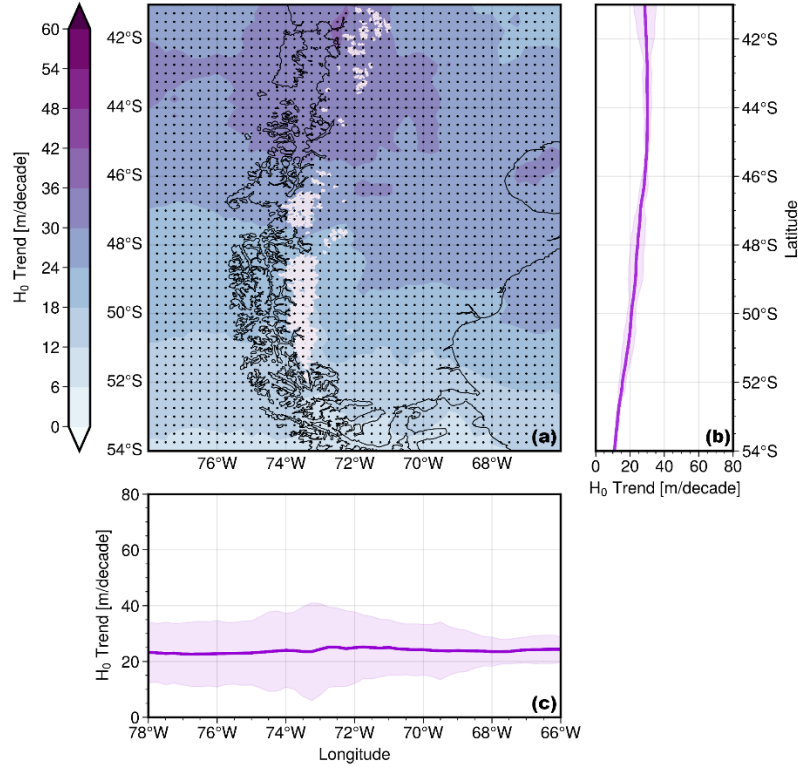 60
54
48
42
36
30
24
18
12
6
0
H₀ Trend [m/decade]
42°S
44°S
46°S
48°S
50°S
52°S
54°S
76°W
74°W
72°W
70°W
68°W
(a)
42°S
44°S
46°S
48°S
50°S
52°S
54°S
Latitude
(b)
0
20
40
60
80
H₀ Trend [m/decade]
80
60
40
20
0
H₀ Trend [m/decade]
(c)
78°W
76°W
74°W
72°W
70°W
68°W
66°W
Longitude